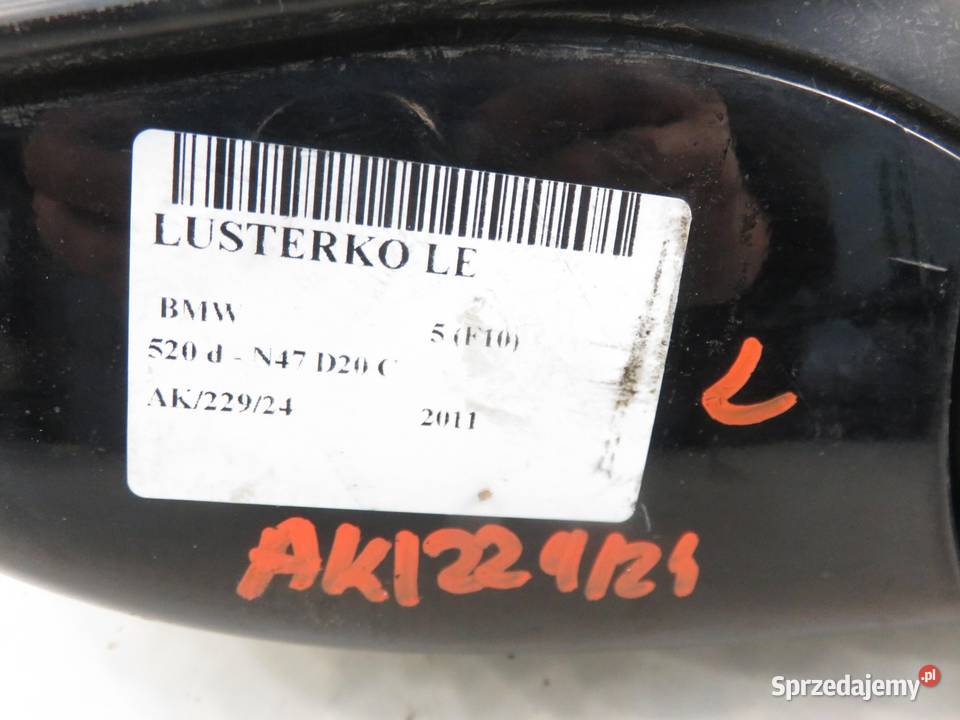 LUSTERKO LE
BMW 5 (F10)
520 d - N47 D20 C
AK/229/24 2011
L
AK/229/24
Sprzedajemy.pl